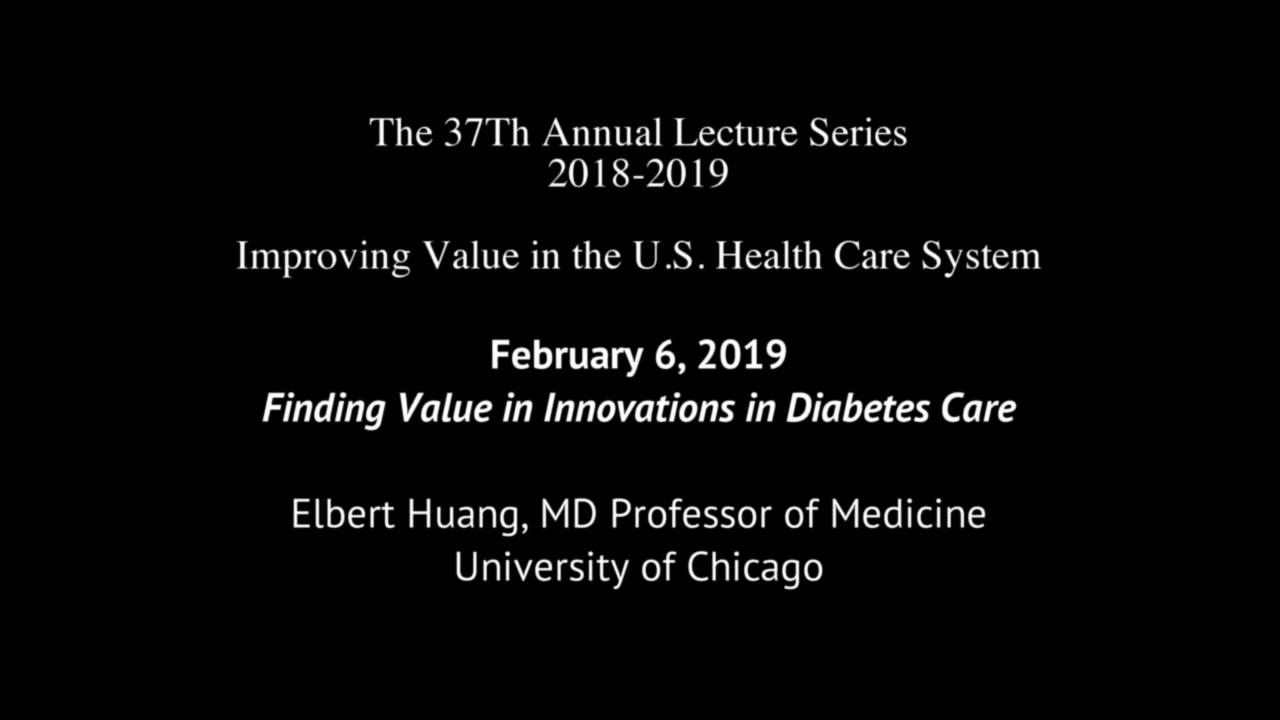 The 37Th Annual Lecture Series
2018-2019
Improving Value in the U.S. Health Care System
February 6, 2019
Finding Value in Innovations in Diabetes Care
Elbert Huang, MD Professor of Medicine
University of Chicago